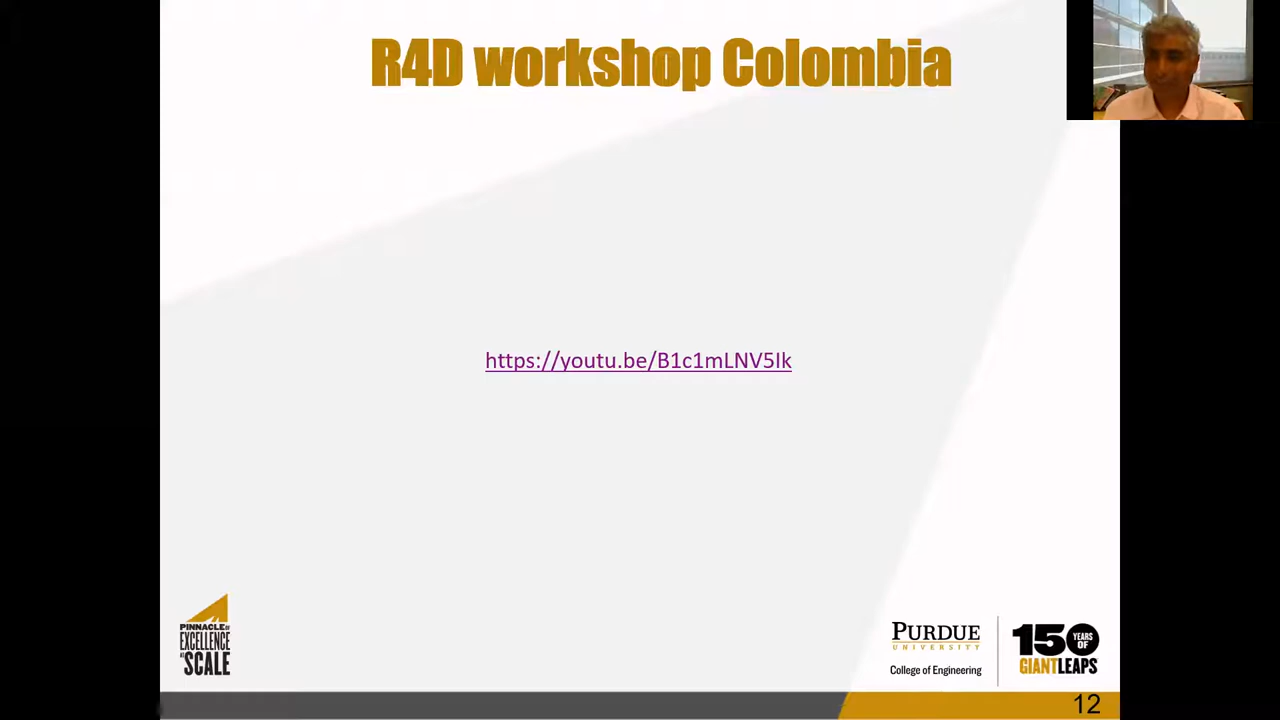 R4D workshop Colombia
https://youtu.be/B1c1mLNV5Ik
PINNACLE OF
EXCELLENCE
AT SCALE
PURDUE
UNIVERSITY
College of Engineering
150 YEARS OF
GIANT LEAPS
12